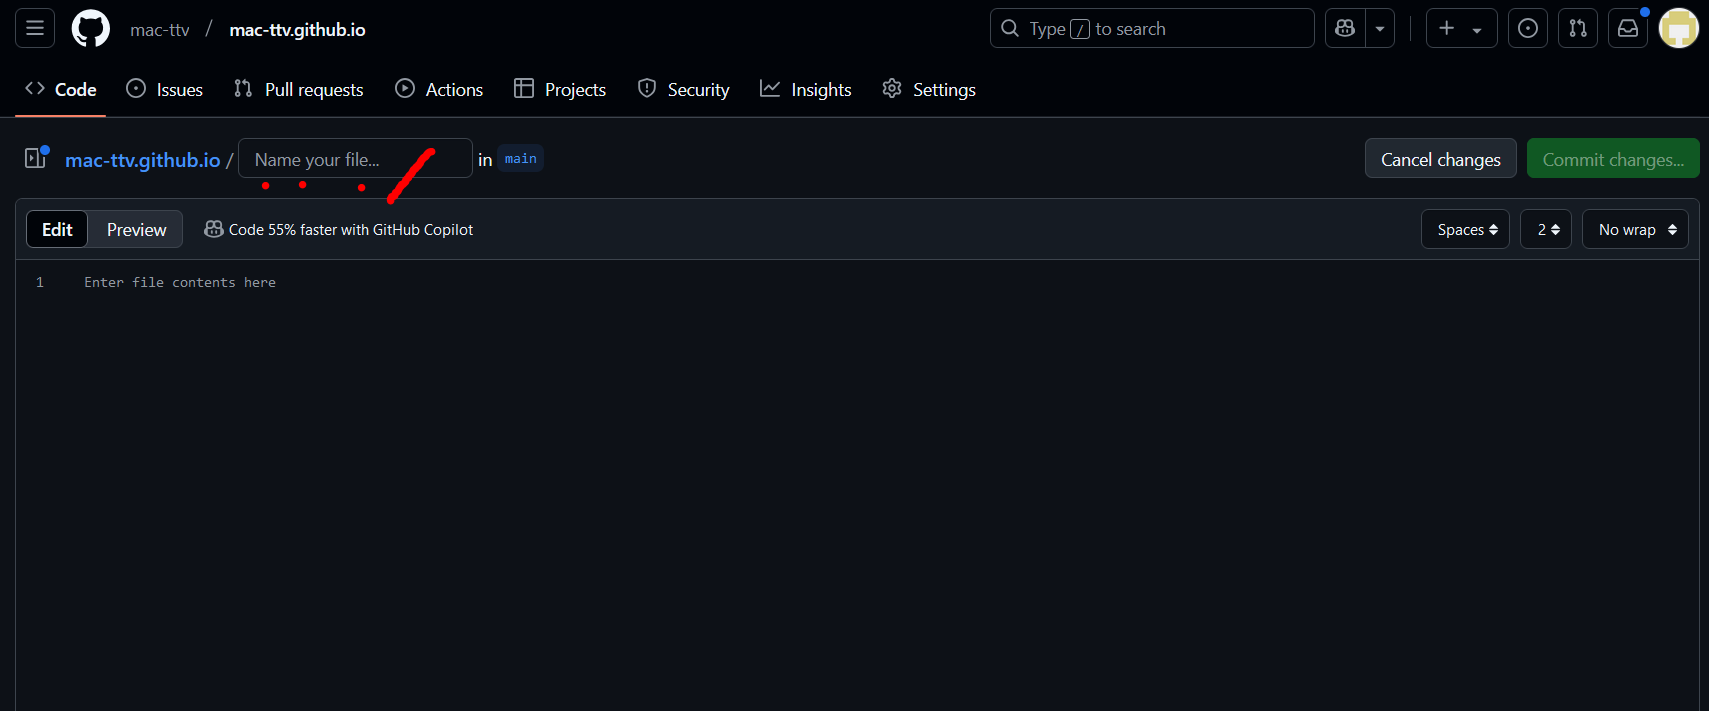 mac-ttv / mac-ttv.github.io
Type / to search
Code Issues Pull requests Actions Projects Security Insights Settings
mac-ttv.github.io / Name your file... in main
Cancel changes Commit changes...
Edit Preview Code 55% faster with GitHub Copilot
Spaces 2 No wrap
1 Enter file contents here